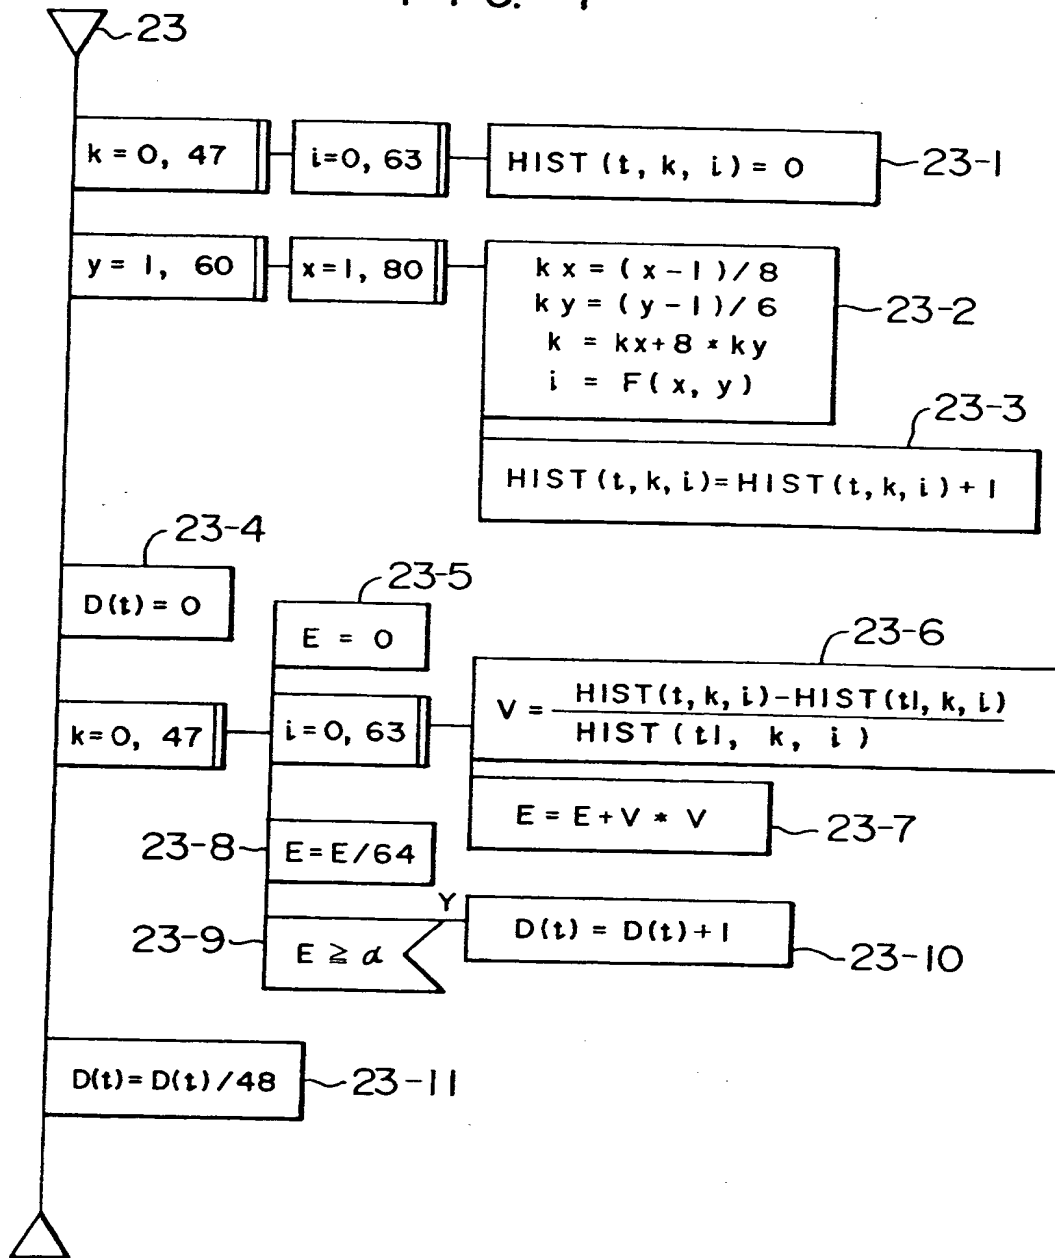 23
k = 0, 47
i=0, 63
HIST (t, k, i) = 0
23-1
y = 1, 60
x=1, 80
kx = (x-1)/8
ky = (y-1)/6
k = kx+8 * ky
i = F(x, y)
23-2
23-3
HIST(t, k, i)=HIST(t, k, i) + 1
23-4
D(t) = 0
23-5
E = 0
23-6
k=0, 47
i=0, 63
V = HIST(t, k, i)-HIST(t1, k, i)
HIST (t1, k, i)
E = E+V * V
23-7
23-8
E=E/64
Y
23-9
E ≧ α
D(t) = D(t)+1
23-10
D(t)= D(t)/48
23-11